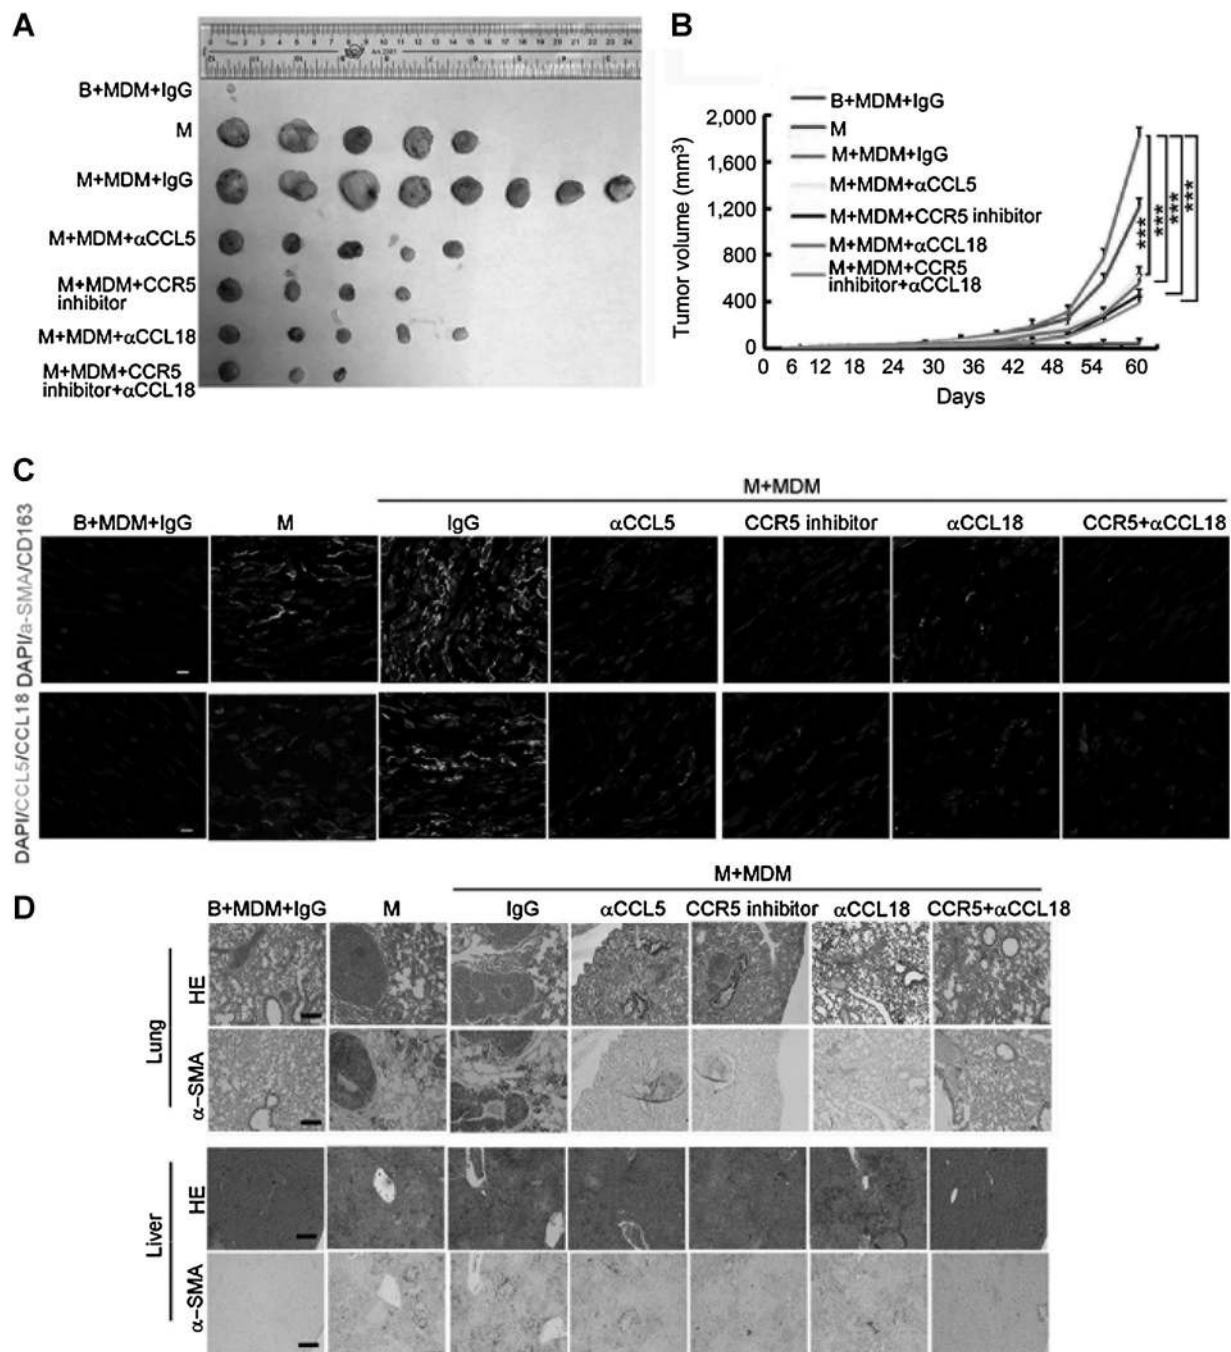 A
B
B+MDM+IgG
M
M+MDM+IgG
M+MDM+αCCL5
M+MDM+CCR5
inhibitor
M+MDM+αCCL18
M+MDM+CCR5
inhibitor+αCCL18
Tumor volume (mm³)
2,000
1,600
1,200
800
400
0
B+MDM+IgG
M
M+MDM+IgG
M+MDM+αCCL5
M+MDM+CCR5 inhibitor
M+MDM+αCCL18
M+MDM+CCR5
inhibitor+αCCL18
***
***
***
***
0 6 12 18 24 30 36 42 48 54 60
Days
C
M+MDM
B+MDM+IgG M IgG αCCL5 CCR5 inhibitor αCCL18 CCR5+αCCL18
DAPI/a-SMA/CD163
DAPI/CCL5/CCL18
D
M+MDM
B+MDM+IgG M IgG αCCL5 CCR5 inhibitor αCCL18 CCR5+αCCL18
Lung
HE
α-SMA
Liver
HE
α-SMA